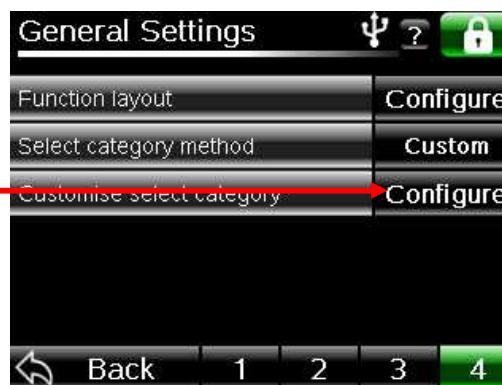 General Settings ?
Function layout Configure
Select category method Custom
Customise select category Configure
Back 1 2 3 4